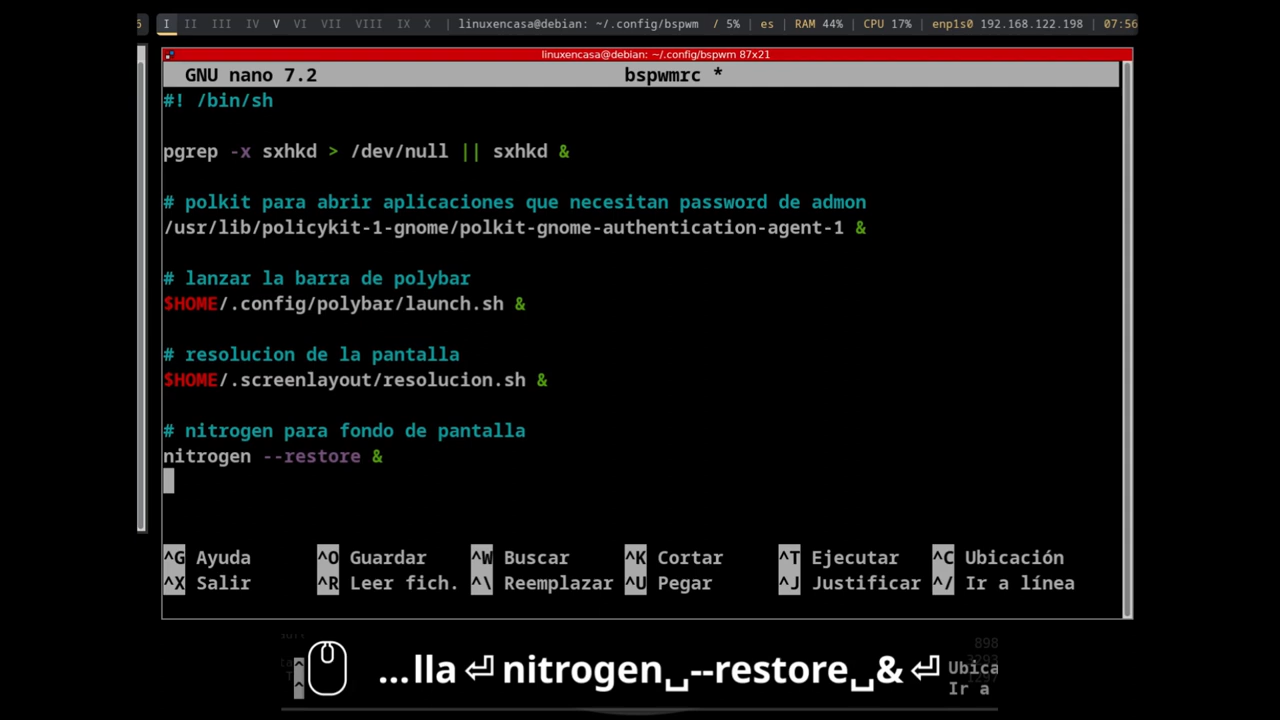 I II III IV V VI VII VIII IX X | linuxencasa@debian: ~/.config/bspwm / 5% | es | RAM 44% | CPU 17% | enp1s0 192.168.122.198 | 07:56
linuxencasa@debian: ~/.config/bspwm 87x21
GNU nano 7.2 bspwmrc *
#! /bin/sh
pgrep -x sxhkd > /dev/null || sxhkd &
# polkit para abrir aplicaciones que necesitan password de admon
/usr/lib/policykit-1-gnome/polkit-gnome-authentication-agent-1 &
# lanzar la barra de polybar
$HOME/.config/polybar/launch.sh &
# resolucion de la pantalla
$HOME/.screenlayout/resolucion.sh &
# nitrogen para fondo de pantalla
nitrogen --restore &
^G Ayuda ^O Guardar ^W Buscar ^K Cortar ^T Ejecutar ^C Ubicación
^X Salir ^R Leer fich. ^\ Reemplazar ^U Pegar ^J Justificar ^/ Ir a línea
898
...lla ⏎ nitrogen␣--restore␣& ⏎ Ubica
Ir a